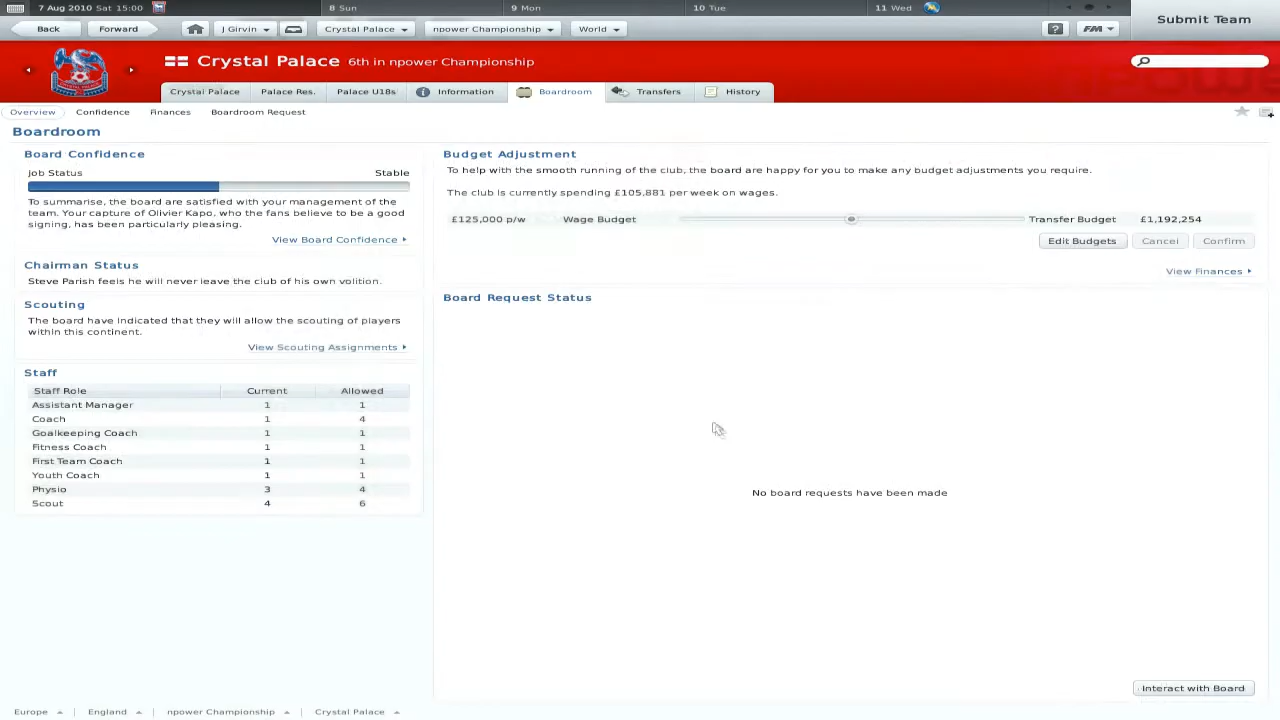 7 Aug 2010 Sat 15:00
8 Sun
9 Mon
10 Tue
11 Wed
Submit Team
Back
Forward
J Girvin
Crystal Palace
npower Championship
World
?
FM
Crystal Palace 6th in npower Championship
Crystal Palace
Palace Res.
Palace U18s
Information
Boardroom
Transfers
History
Overview
Confidence
Finances
Boardroom Request
Boardroom
Board Confidence
Job Status
Stable
To summarise, the board are satisfied with your management of the
team. Your capture of Olivier Kapo, who the fans believe to be a good
signing, has been particularly pleasing.
View Board Confidence
Chairman Status
Steve Parish feels he will never leave the club of his own volition.
Scouting
The board have indicated that they will allow the scouting of players
within this continent.
View Scouting Assignments
Staff
Staff Role Current Allowed
Assistant Manager 1 1
Coach 1 4
Goalkeeping Coach 1 1
Fitness Coach 1 1
First Team Coach 1 1
Youth Coach 1 1
Physio 3 4
Scout 4 6
Budget Adjustment
To help with the smooth running of the club, the board are happy for you to make any budget adjustments you require.
The club is currently spending £105,881 per week on wages.
£125,000 p/w Wage Budget Transfer Budget £1,192,254
Edit Budgets
Cancel
Confirm
View Finances
Board Request Status
No board requests have been made
Interact with Board
Europe
England
npower Championship
Crystal Palace